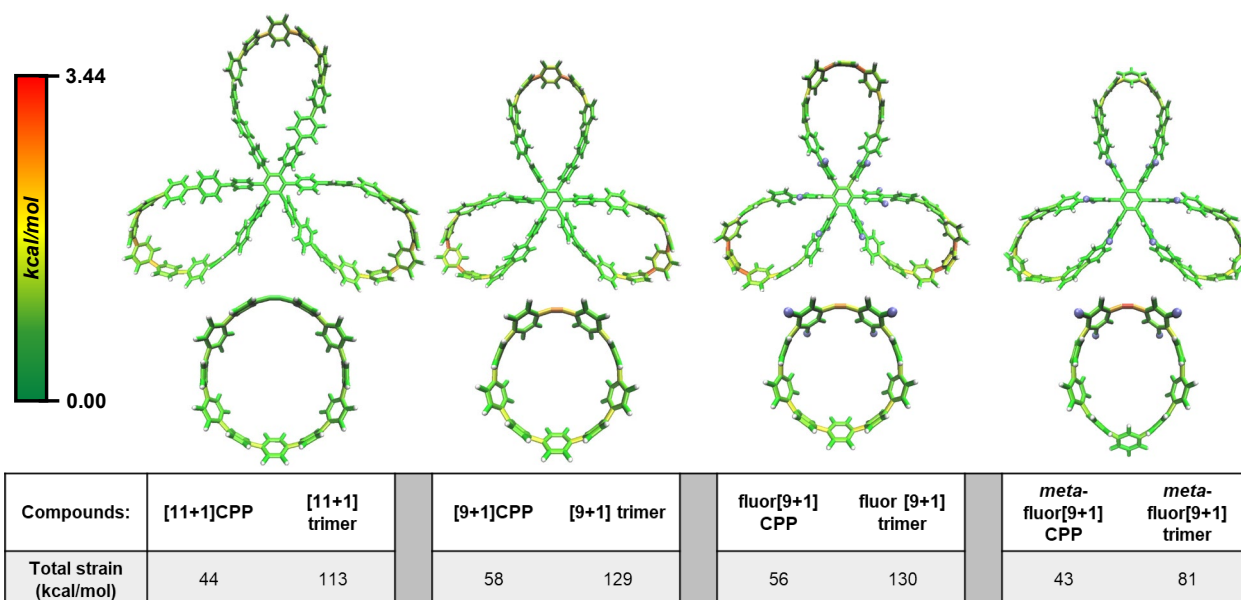 3.44
kcal/mol
0.00
Compounds: [11+1]CPP [11+1] trimer [9+1]CPP [9+1] trimer fluor[9+1] CPP fluor [9+1] trimer meta-fluor[9+1] CPP meta-fluor[9+1] trimer
Total strain (kcal/mol) 44 113 58 129 56 130 43 81